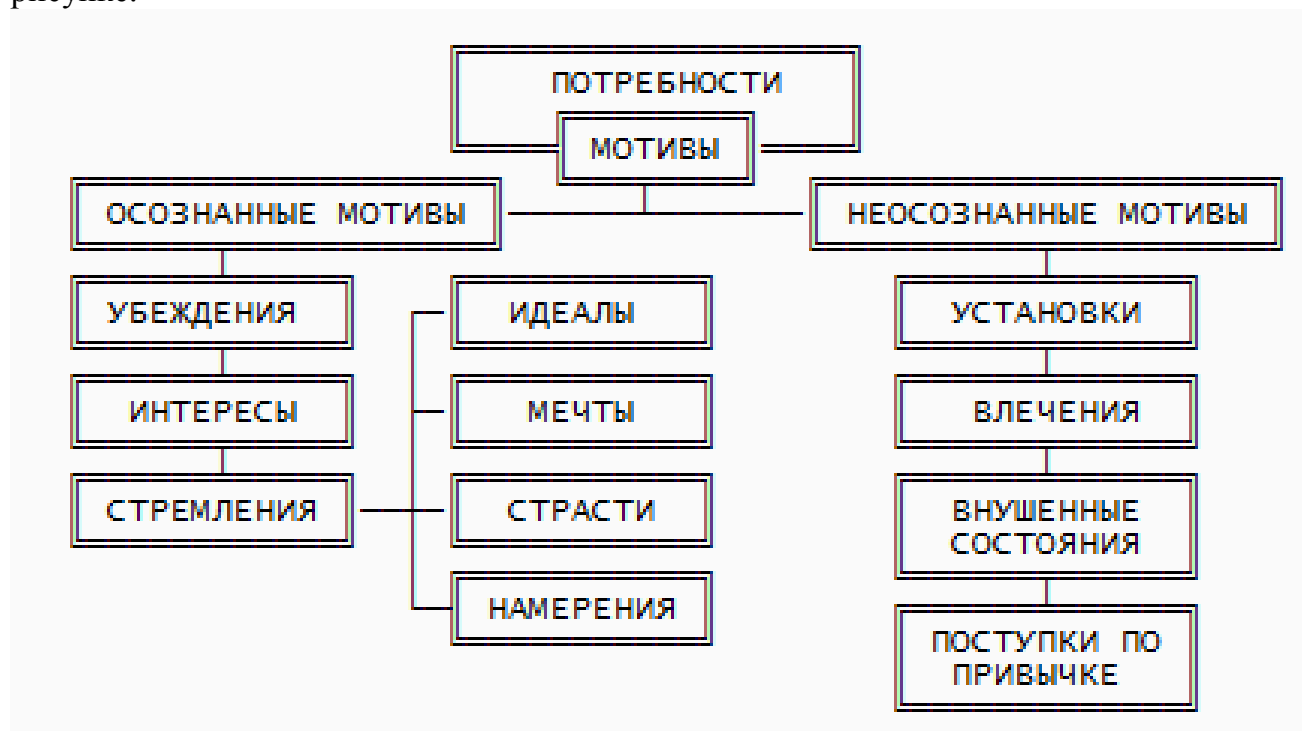 рисунке.
ПОТРЕБНОСТИ
МОТИВЫ
ОСОЗНАННЫЕ МОТИВЫ
НЕОСОЗНАННЫЕ МОТИВЫ
УБЕЖДЕНИЯ
ИДЕАЛЫ
УСТАНОВКИ
ИНТЕРЕСЫ
МЕЧТЫ
ВЛЕЧЕНИЯ
СТРЕМЛЕНИЯ
СТРАСТИ
ВНУШЕННЫЕ
СОСТОЯНИЯ
НАМЕРЕНИЯ
ПОСТУПКИ ПО
ПРИВЫЧКЕ